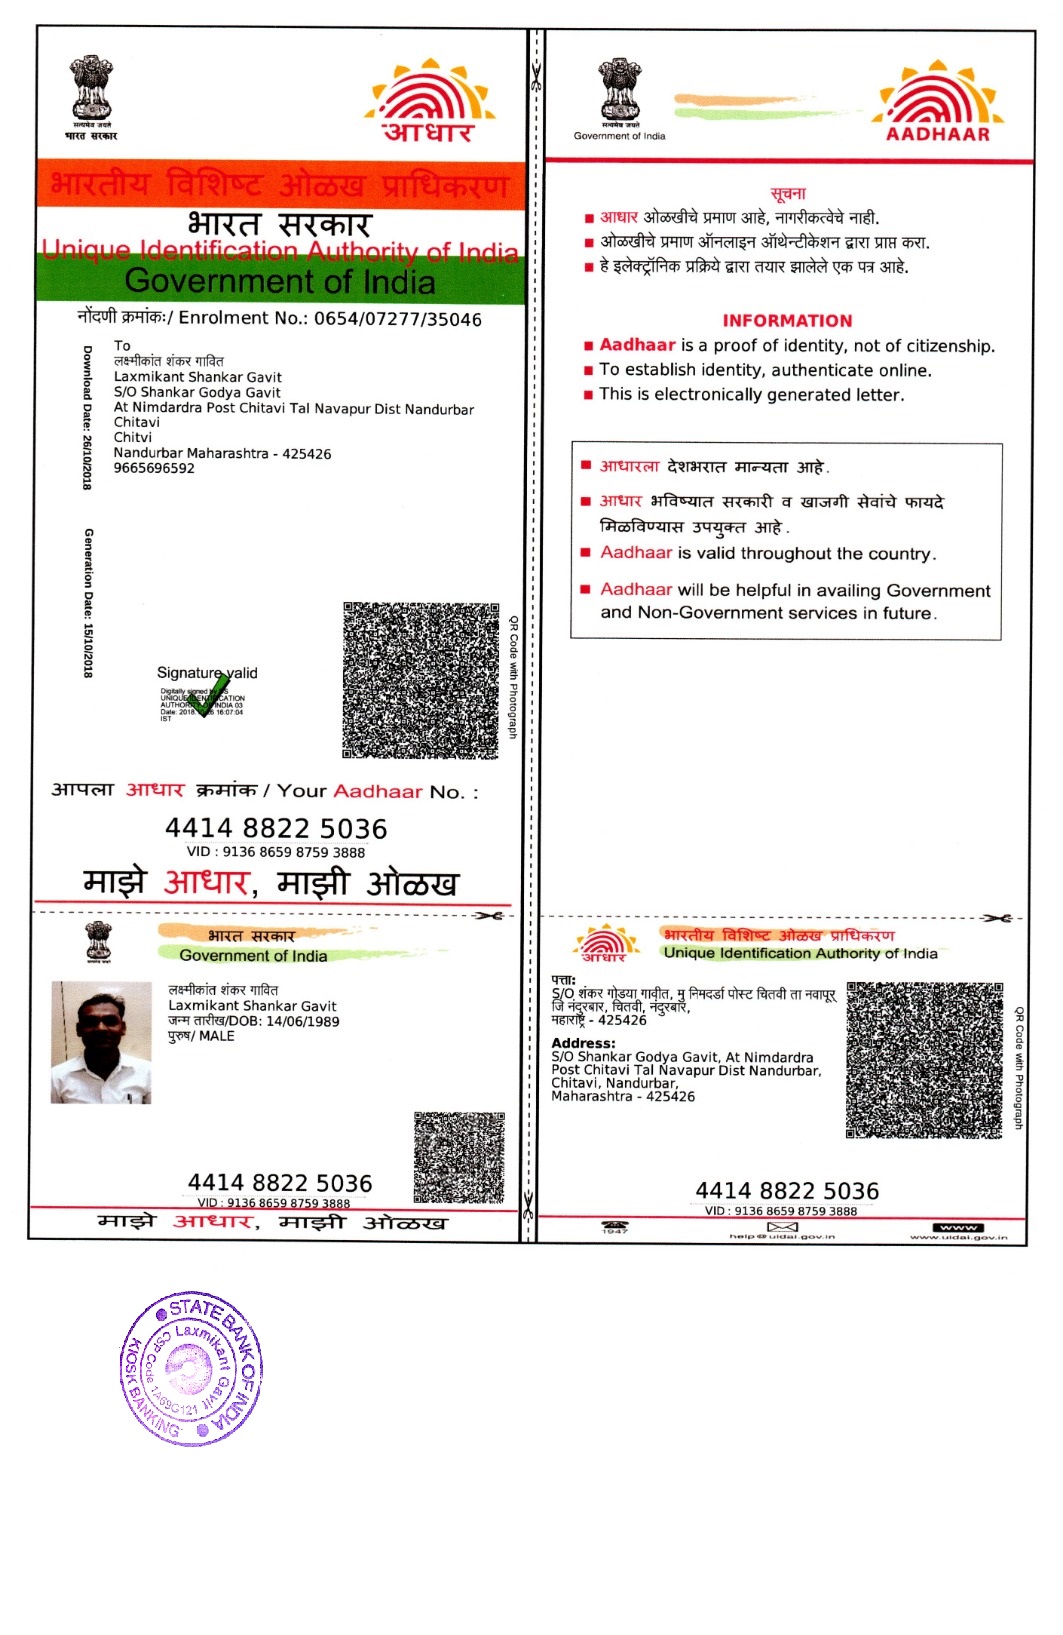 सत्यमेव जयते
भारत सरकार
आधार
भारतीय विशिष्ट ओळख प्राधिकरण
भारत सरकार
Unique Identification Authority of India
Government of India
नोंदणी क्रमांकः/ Enrolment No.: 0654/07277/35046
Download Date: 26/10/2018
Generation Date: 15/10/2018
To
लक्ष्मीकांत शंकर गावित
Laxmikant Shankar Gavit
S/O Shankar Godya Gavit
At Nimdardra Post Chitavi Tal Navapur Dist Nandurbar
Chitavi
Chitvi
Nandurbar Maharashtra - 425426
9665696592
QR Code with Photograph
Signature valid
Digitally signed by DS
UNIQUE IDENTIFICATION
AUTHORITY OF INDIA 03
Date: 2018. 16:07:04
IST
आपला आधार क्रमांक / Your Aadhaar No. :
4414 8822 5036
VID : 9136 8659 8759 3888
माझे आधार, माझी ओळख
सत्यमेव जयते
Government of India
AADHAAR
सूचना
आधार ओळखीचे प्रमाण आहे, नागरीकत्वेचे नाही.
ओळखीचे प्रमाण ऑनलाइन ऑथेन्टीकेशन द्वारा प्राप्त करा.
हे इलेक्ट्रॉनिक प्रक्रिये द्वारा तयार झालेले एक पत्र आहे.
INFORMATION
Aadhaar is a proof of identity, not of citizenship.
To establish identity, authenticate online.
This is electronically generated letter.
आधारला देशभरात मान्यता आहे.
आधार भविष्यात सरकारी व खाजगी सेवांचे फायदे
मिळविण्यास उपयुक्त आहे.
Aadhaar is valid throughout the country.
Aadhaar will be helpful in availing Government
and Non-Government services in future.
भारत सरकार
Government of India
लक्ष्मीकांत शंकर गावित
Laxmikant Shankar Gavit
जन्म तारीख/DOB: 14/06/1989
पुरुष/ MALE
4414 8822 5036
VID : 9136 8659 8759 3888
माझे आधार, माझी ओळख
आधार
भारतीय विशिष्ट ओळख प्राधिकरण
Unique Identification Authority of India
पत्ता:
S/O शंकर गोडया गावीत, मु निमदर्डा पोस्ट चितवी ता नवापूर
जि नंदुरबार, चितवी, नंदुरबार,
महाराष्ट्र - 425426
Address:
S/O Shankar Godya Gavit, At Nimdardra
Post Chitavi Tal Navapur Dist Nandurbar,
Chitavi, Nandurbar,
Maharashtra - 425426
QR Code with Photograph
4414 8822 5036
VID : 9136 8659 8759 3888
1947
help@uidai.gov.in
www
www.uidai.gov.in
STATE BANK OF INDIA
KIOSK BANKING
CSP Laxmikant Gavit
Code 1A69G121